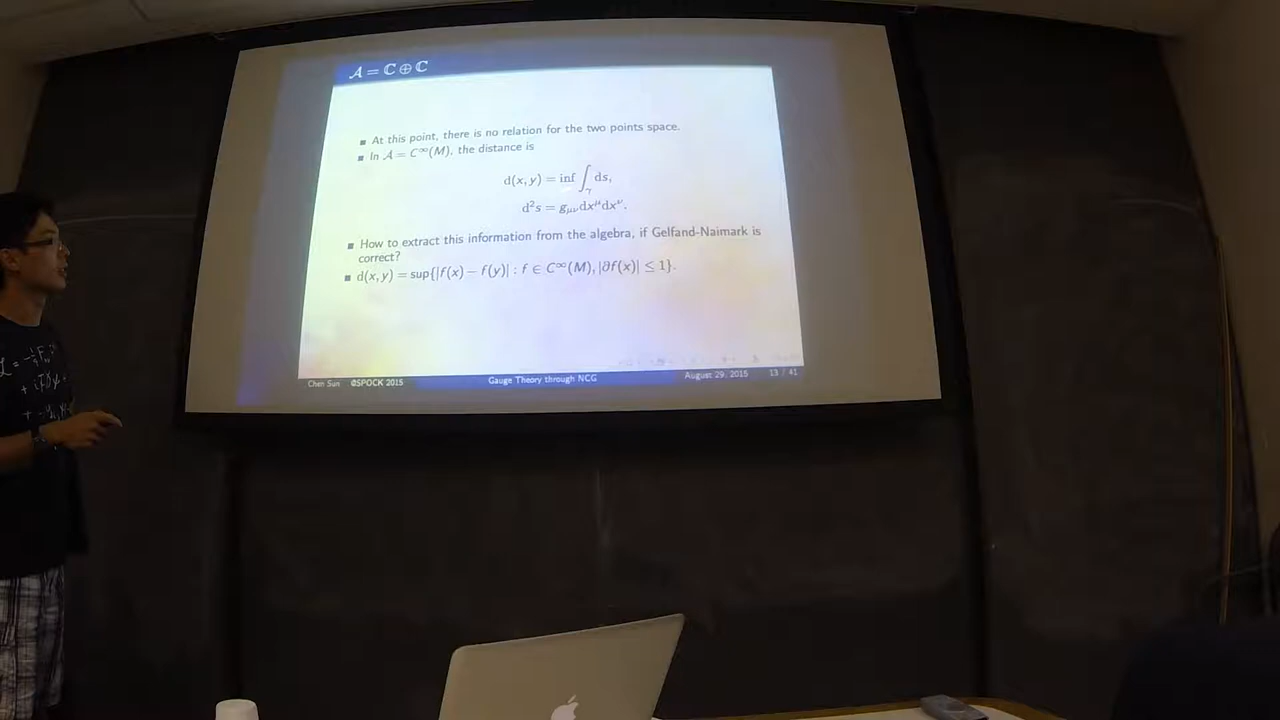 𝒜 = ℂ ⊕ ℂ
■ At this point, there is no relation for the two points space.
■ In 𝒜 = C^∞(M), the distance is
d(x, y) = inf ∫_γ ds,
d²s = g_μν dx^μ dx^ν.
■ How to extract this information from the algebra, if Gelfand-Naimark is
correct?
■ d(x, y) = sup{|f(x) − f(y)| : f ∈ C^∞(M), |∂f(x)| ≤ 1}.
Chen Sun @SPOCK 2015 Gauge Theory through NCG August 29, 2015 13 / 41